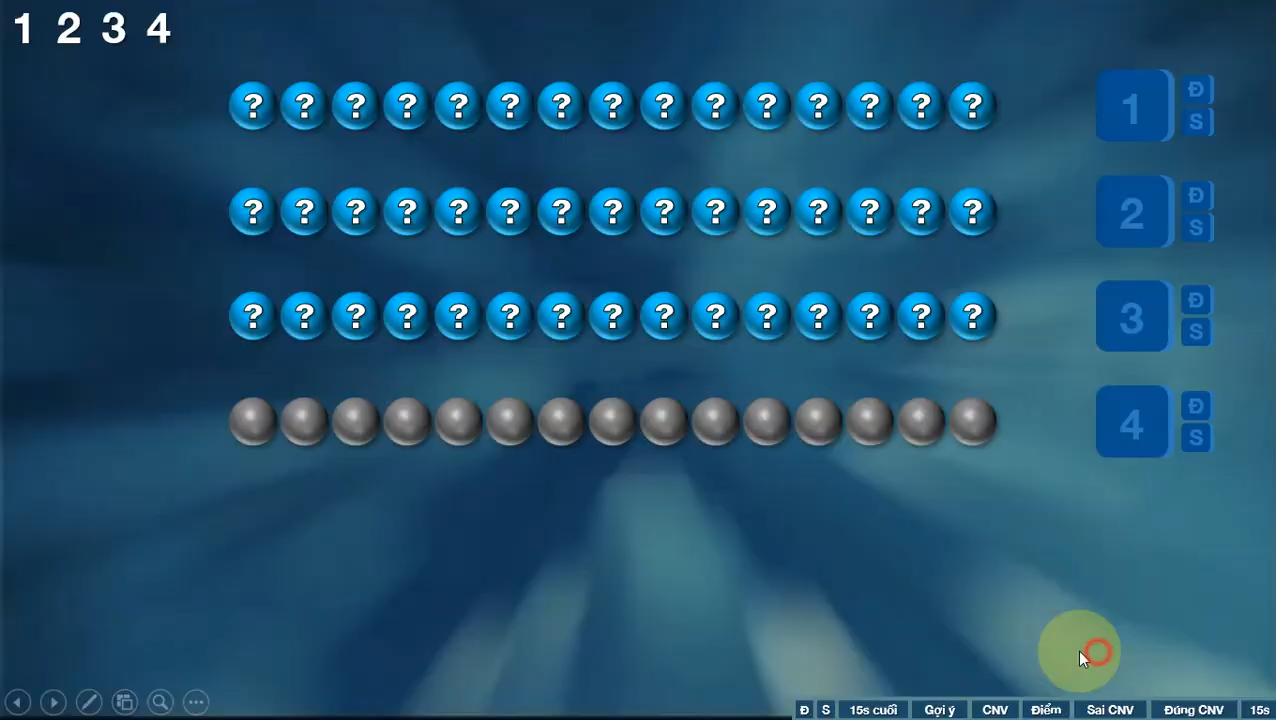 1 2 3 4
? ? ? ? ? ? ? ? ? ? ? ? ? ? ? 1 Đ S
? ? ? ? ? ? ? ? ? ? ? ? ? ? ? 2 Đ S
? ? ? ? ? ? ? ? ? ? ? ? ? ? ? 3 Đ S
4 Đ S
Đ S 15s cuối Gợi ý CNV Điểm Sai CNV Đúng CNV 15s